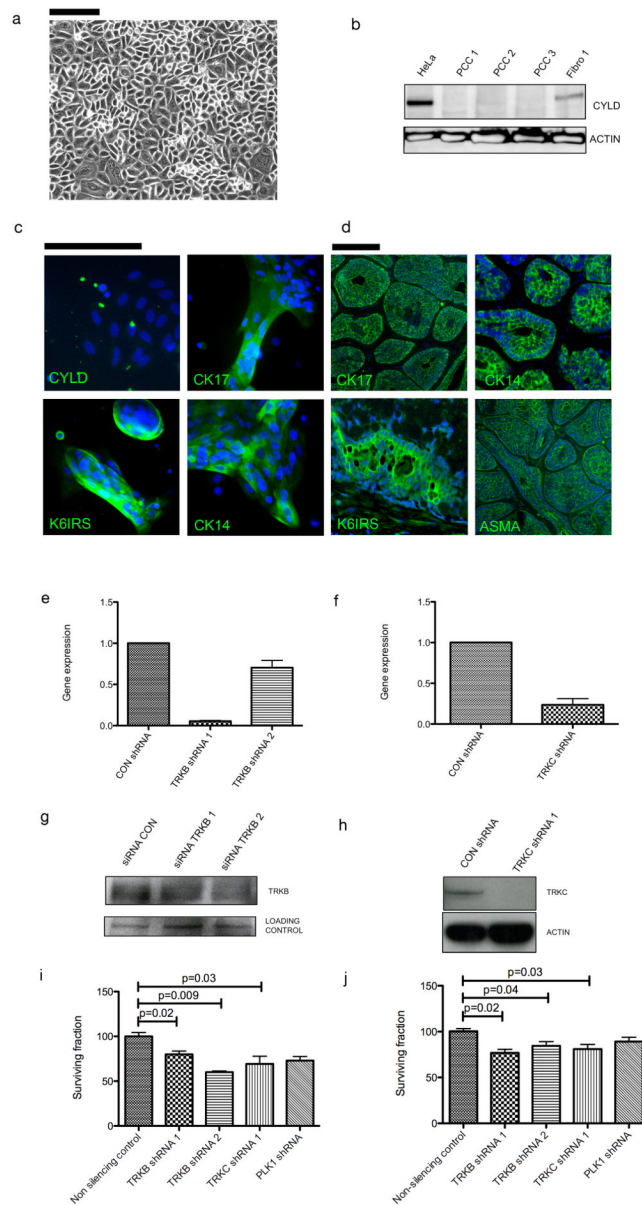 a
b
HeLa
PCC 1
PCC 2
PCC 3
Fibro 1
CYLD
ACTIN
c
d
CYLD
CK17
CK17
CK14
K6IRS
CK14
K6IRS
ASMA
e
f
Gene expression
1.5
1.0
0.5
0.0
CON shRNA
TRKB shRNA 1
TRKB shRNA 2
Gene expression
1.5
1.0
0.5
0.0
CON shRNA
TRKC shRNA
g
h
siRNA CON
siRNA TRKB 1
siRNA TRKB 2
TRKB
LOADING
CONTROL
CON shRNA
TRKC shRNA 1
TRKC
ACTIN
i
j
p=0.03
p=0.009
p=0.02
Surviving fraction
150
100
50
0
Non silencing control
TRKB shRNA 1
TRKB shRNA 2
TRKC shRNA 1
PLK1 shRNA
p=0.03
p=0.04
p=0.02
Surviving fraction
150
100
50
0
Non-silencing control
TRKB shRNA 1
TRKB shRNA 2
TRKC shRNA 1
PLK1 shRNA